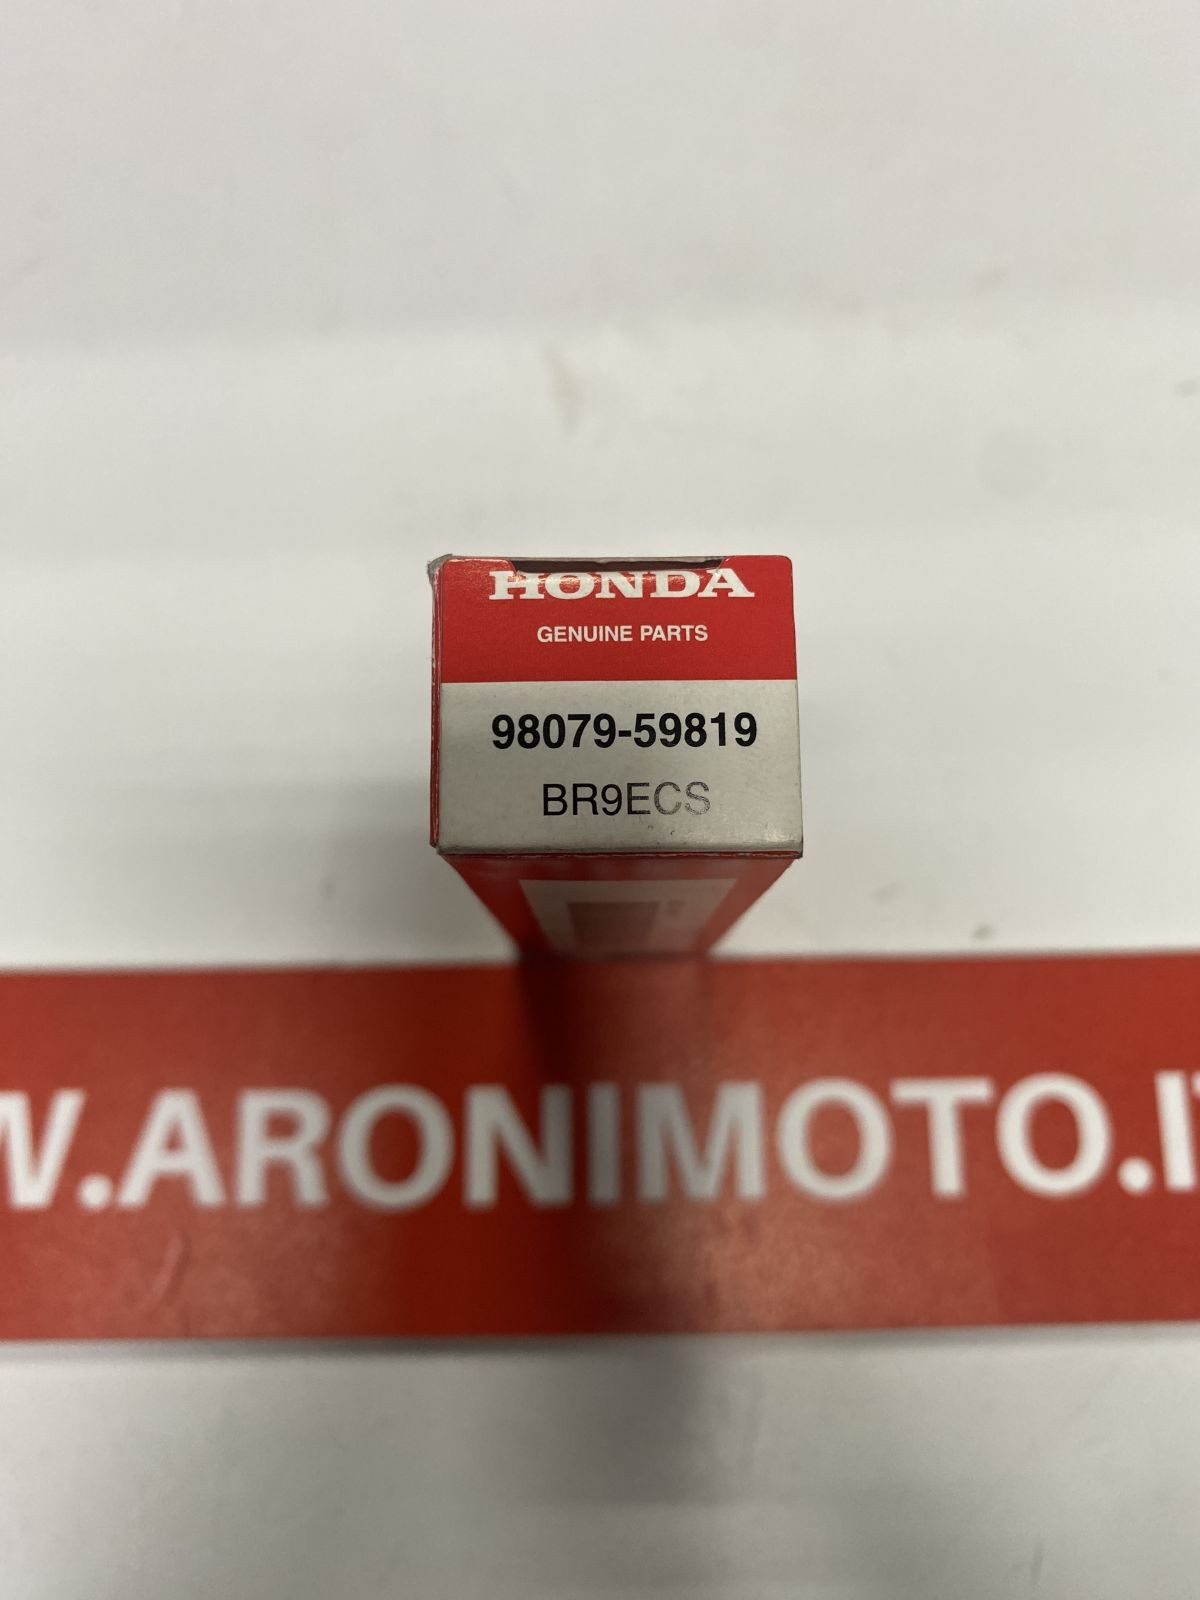 HONDA
GENUINE PARTS
98079-59819
BR9ECS
W.ARONIMOTO.IT